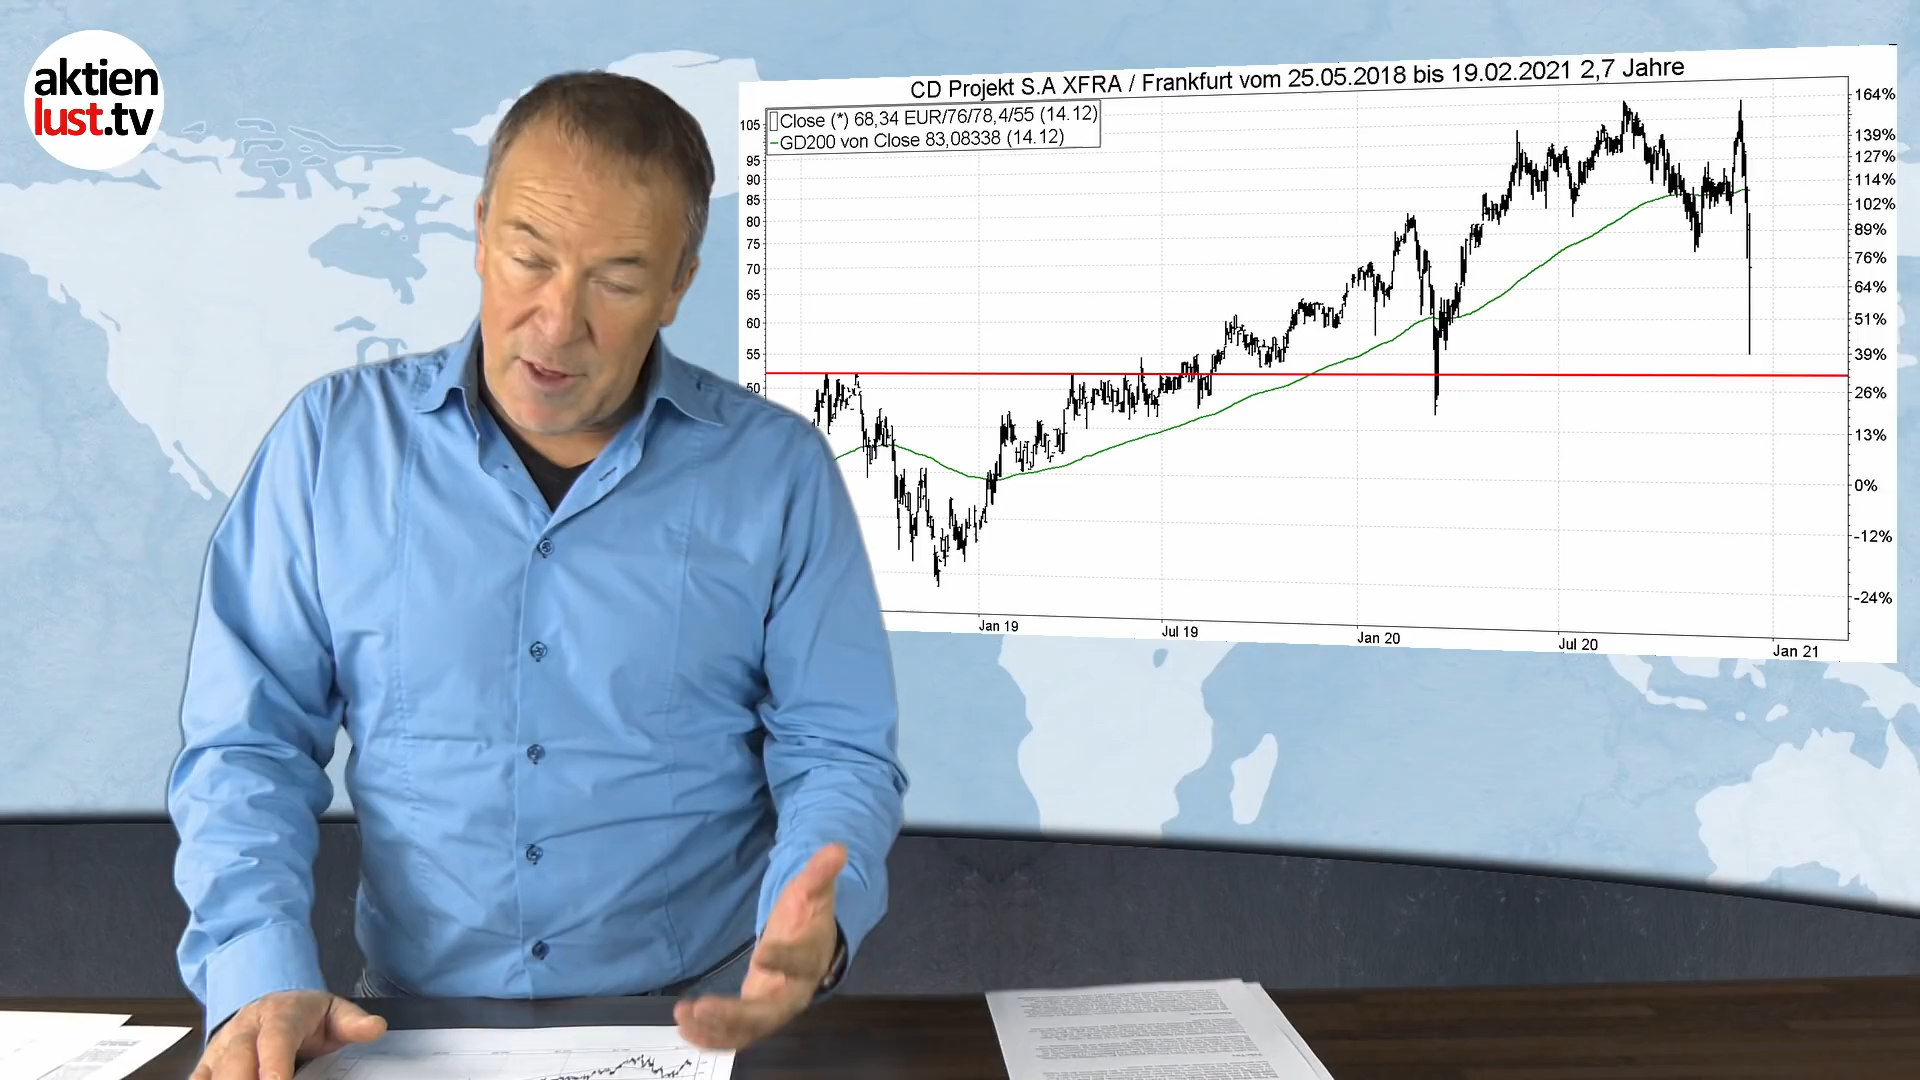 aktien
lust.tv
CD Projekt S.A XFRA / Frankfurt vom 25.05.2018 bis 19.02.2021 2,7 Jahre
Close (*) 68,34 EUR/76/78,4/55 (14.12)
GD200 von Close 83,08338 (14.12)
105
95
90
85
80
75
70
65
60
55
50
164%
139%
127%
114%
102%
89%
76%
64%
51%
39%
26%
13%
0%
-12%
-24%
Jan 19
Jul 19
Jan 20
Jul 20
Jan 21